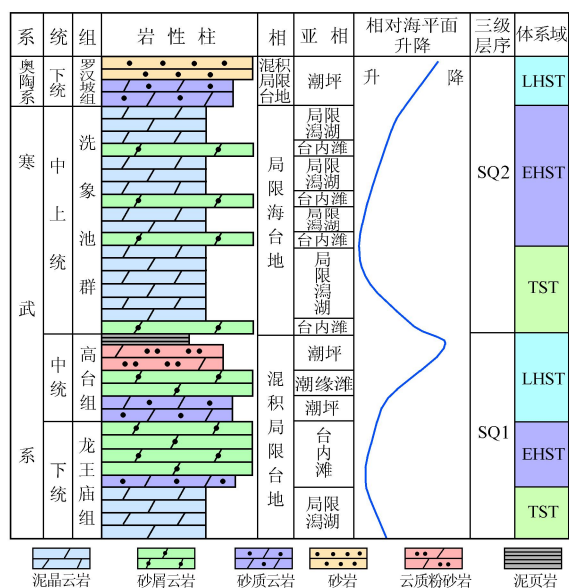 系 统 组 岩性柱 相 亚相 相对海平面升降 三级层序 体系域
奥陶系 下统 罗汉坡组 混积局限台地 潮坪 升 降 LHST
寒武系 中上统 洗象池群 局限海台地 SQ2
局限潟湖 EHST
台内滩
局限潟湖
台内滩
局限潟湖
台内滩
局限潟湖 TST
台内滩
中统 高台组 混积局限台地 潮坪 SQ1 LHST
潮缘滩
潮坪
下统 龙王庙组 台内滩 EHST
局限潟湖 TST
泥晶云岩 砂屑云岩 砂质云岩 砂岩 云质粉砂岩 泥页岩